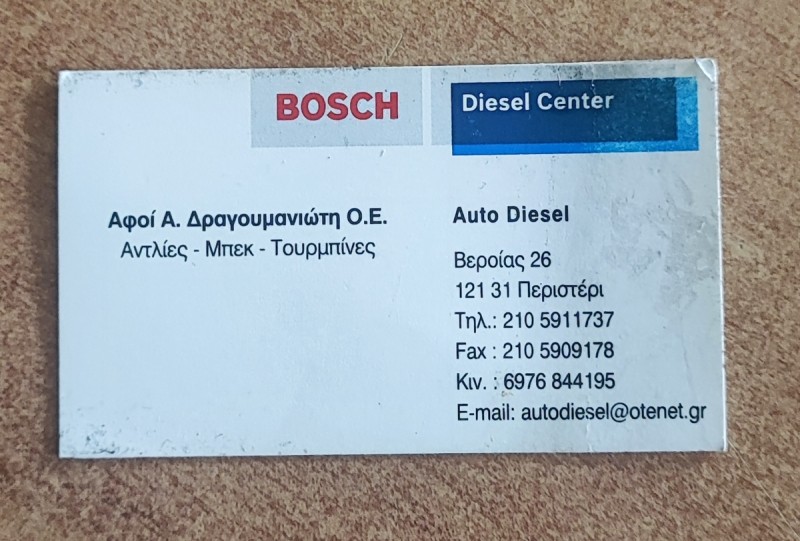 BOSCH
Diesel Center
Αφοί Α. Δραγουμανιώτη Ο.Ε.
Αντλίες - Μπεκ - Τουρμπίνες
Auto Diesel
Βεροίας 26
121 31 Περιστέρι
Τηλ.: 210 5911737
Fax : 210 5909178
Κιν. : 6976 844195
E-mail: autodiesel@otenet.gr